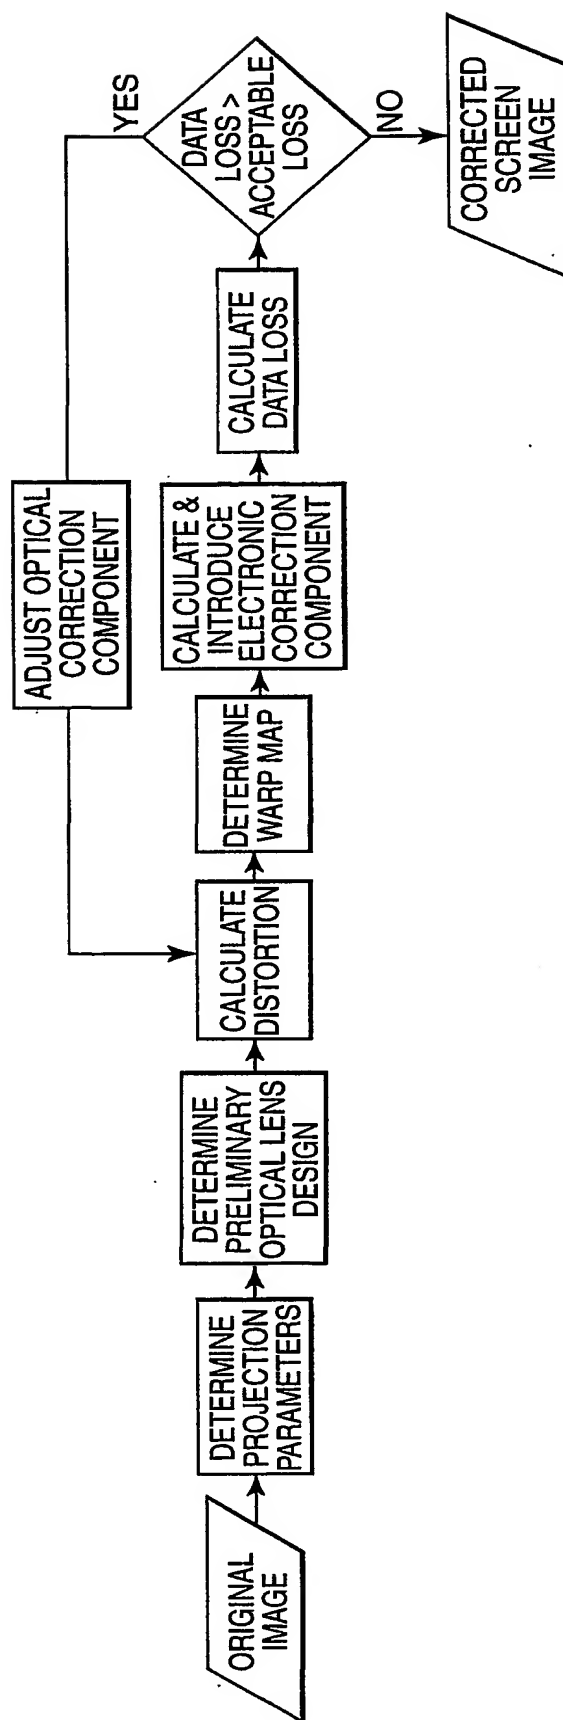 ORIGINAL
IMAGE
DETERMINE
PROJECTION
PARAMETERS
DETERMINE
PRELIMINARY
OPTICAL LENS
DESIGN
CALCULATE
DISTORTION
DETERMINE
WARP MAP
CALCULATE &
INTRODUCE
ELECTRONIC
CORRECTION
COMPONENT
CALCULATE
DATA LOSS
DATA
LOSS >
ACCEPTABLE
LOSS
YES
ADJUST OPTICAL
CORRECTION
COMPONENT
NO
CORRECTED
SCREEN
IMAGE